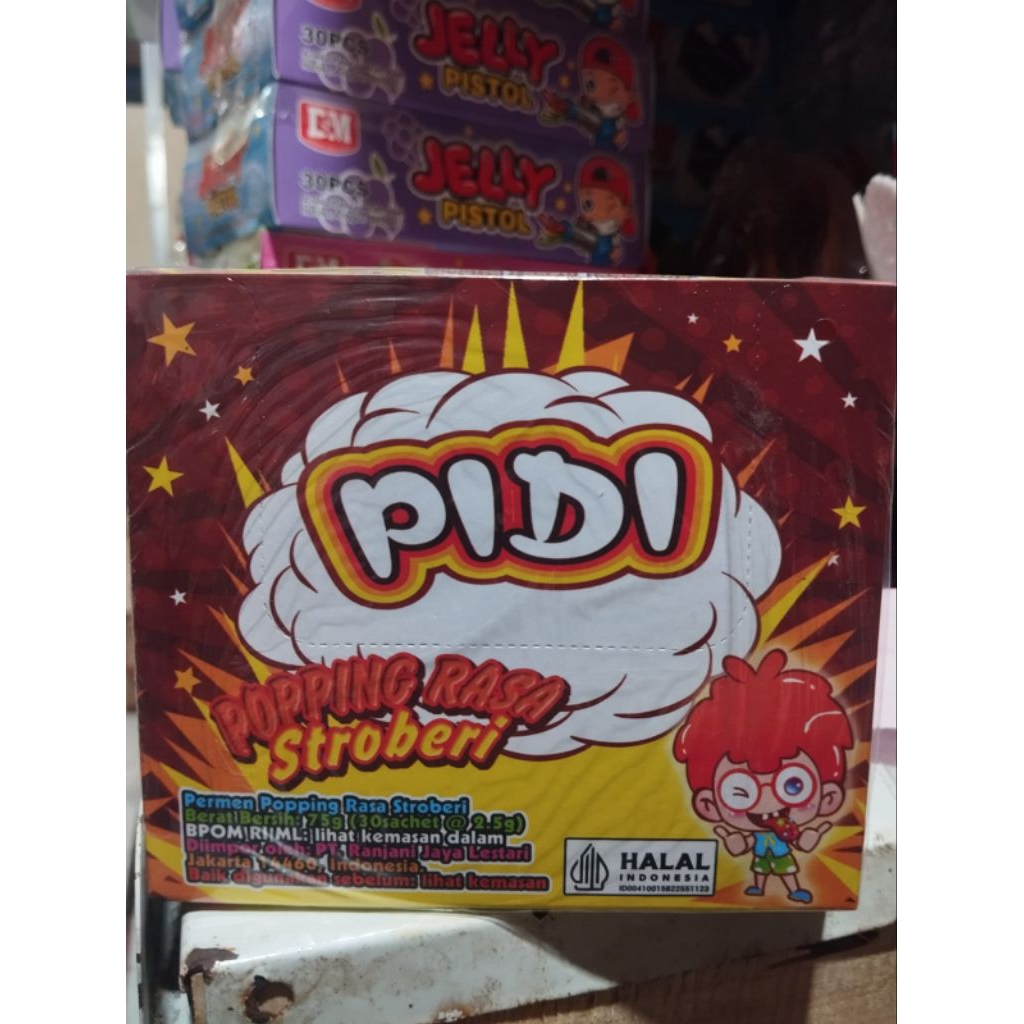 30PCS
JELLY
PISTOL
D&M
JELLY
30PCS
PISTOL
PIDI
POPPING RASA
Stroberi
Permen Popping Rasa Stroberi
Berat Bersih: 75g (30sachet @ 2.5g)
BPOM RI ML: lihat kemasan dalam
Diimpor oleh: PT. Ranjani Jaya Lestari
Jakarta 14460, Indonesia.
Baik digunakan sebelum: lihat kemasan
HALAL
INDONESIA
ID00410015822551123